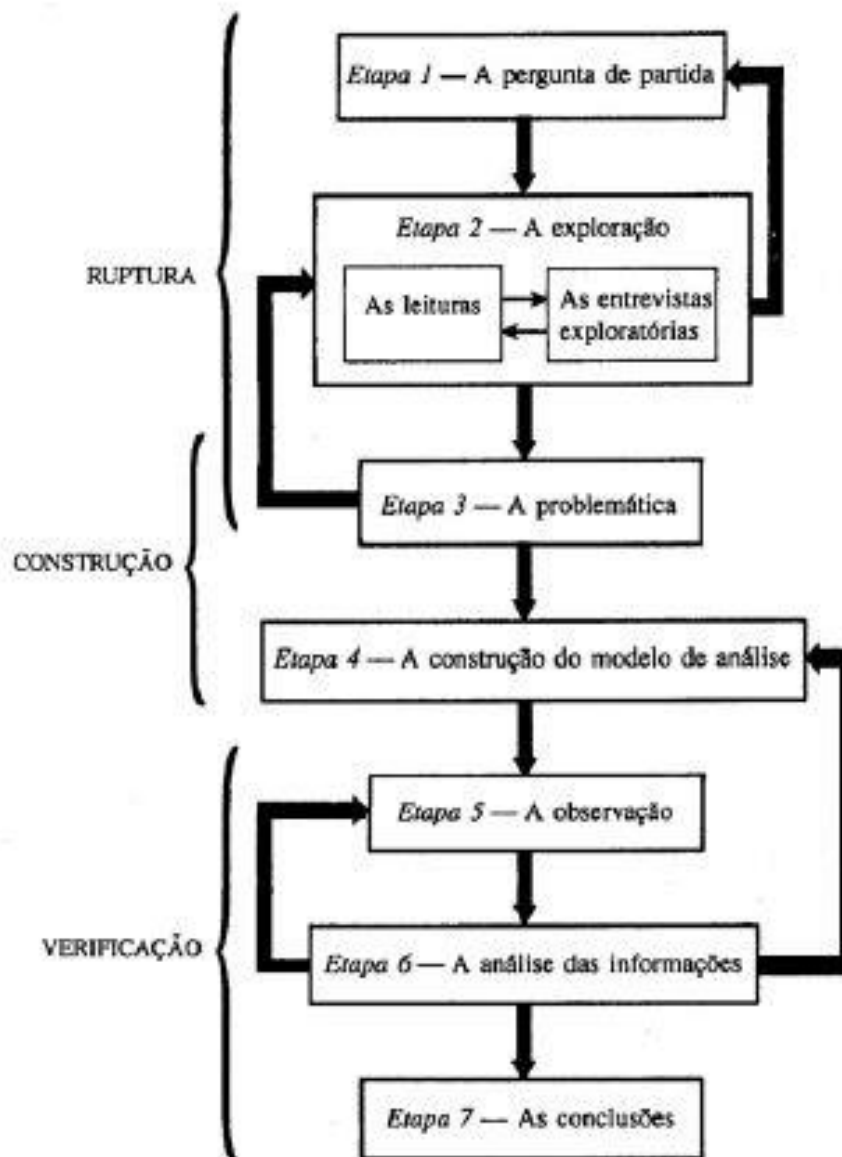 Etapa 1 — A pergunta de partida
Etapa 2 — A exploração
RUPTURA
As leituras
As entrevistas
exploratórias
Etapa 3 — A problemática
CONSTRUÇÃO
Etapa 4 — A construção do modelo de análise
Etapa 5 — A observação
VERIFICAÇÃO
Etapa 6 — A análise das informações
Etapa 7 — As conclusões